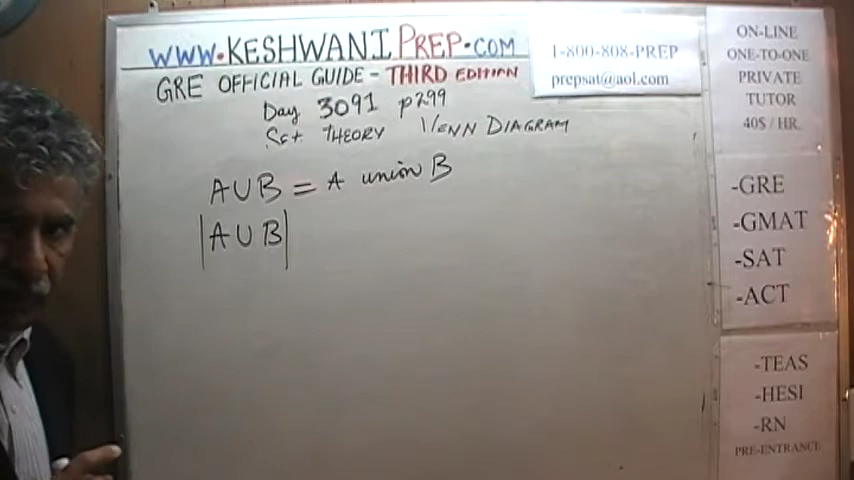 WWW.KESHWANIPREP.COM
GRE OFFICIAL GUIDE - THIRD EDITION
Day 3091 p299
Set THEORY VENN DIAGRAM
A∪B = A union B
|A∪B|
1-800-808-PREP
prepsat@aol.com
ON-LINE
ONE-TO-ONE
PRIVATE
TUTOR
40$ / HR.
-GRE
-GMAT
-SAT
-ACT
-TEAS
-HESI
-RN
PRE-ENTRANCE